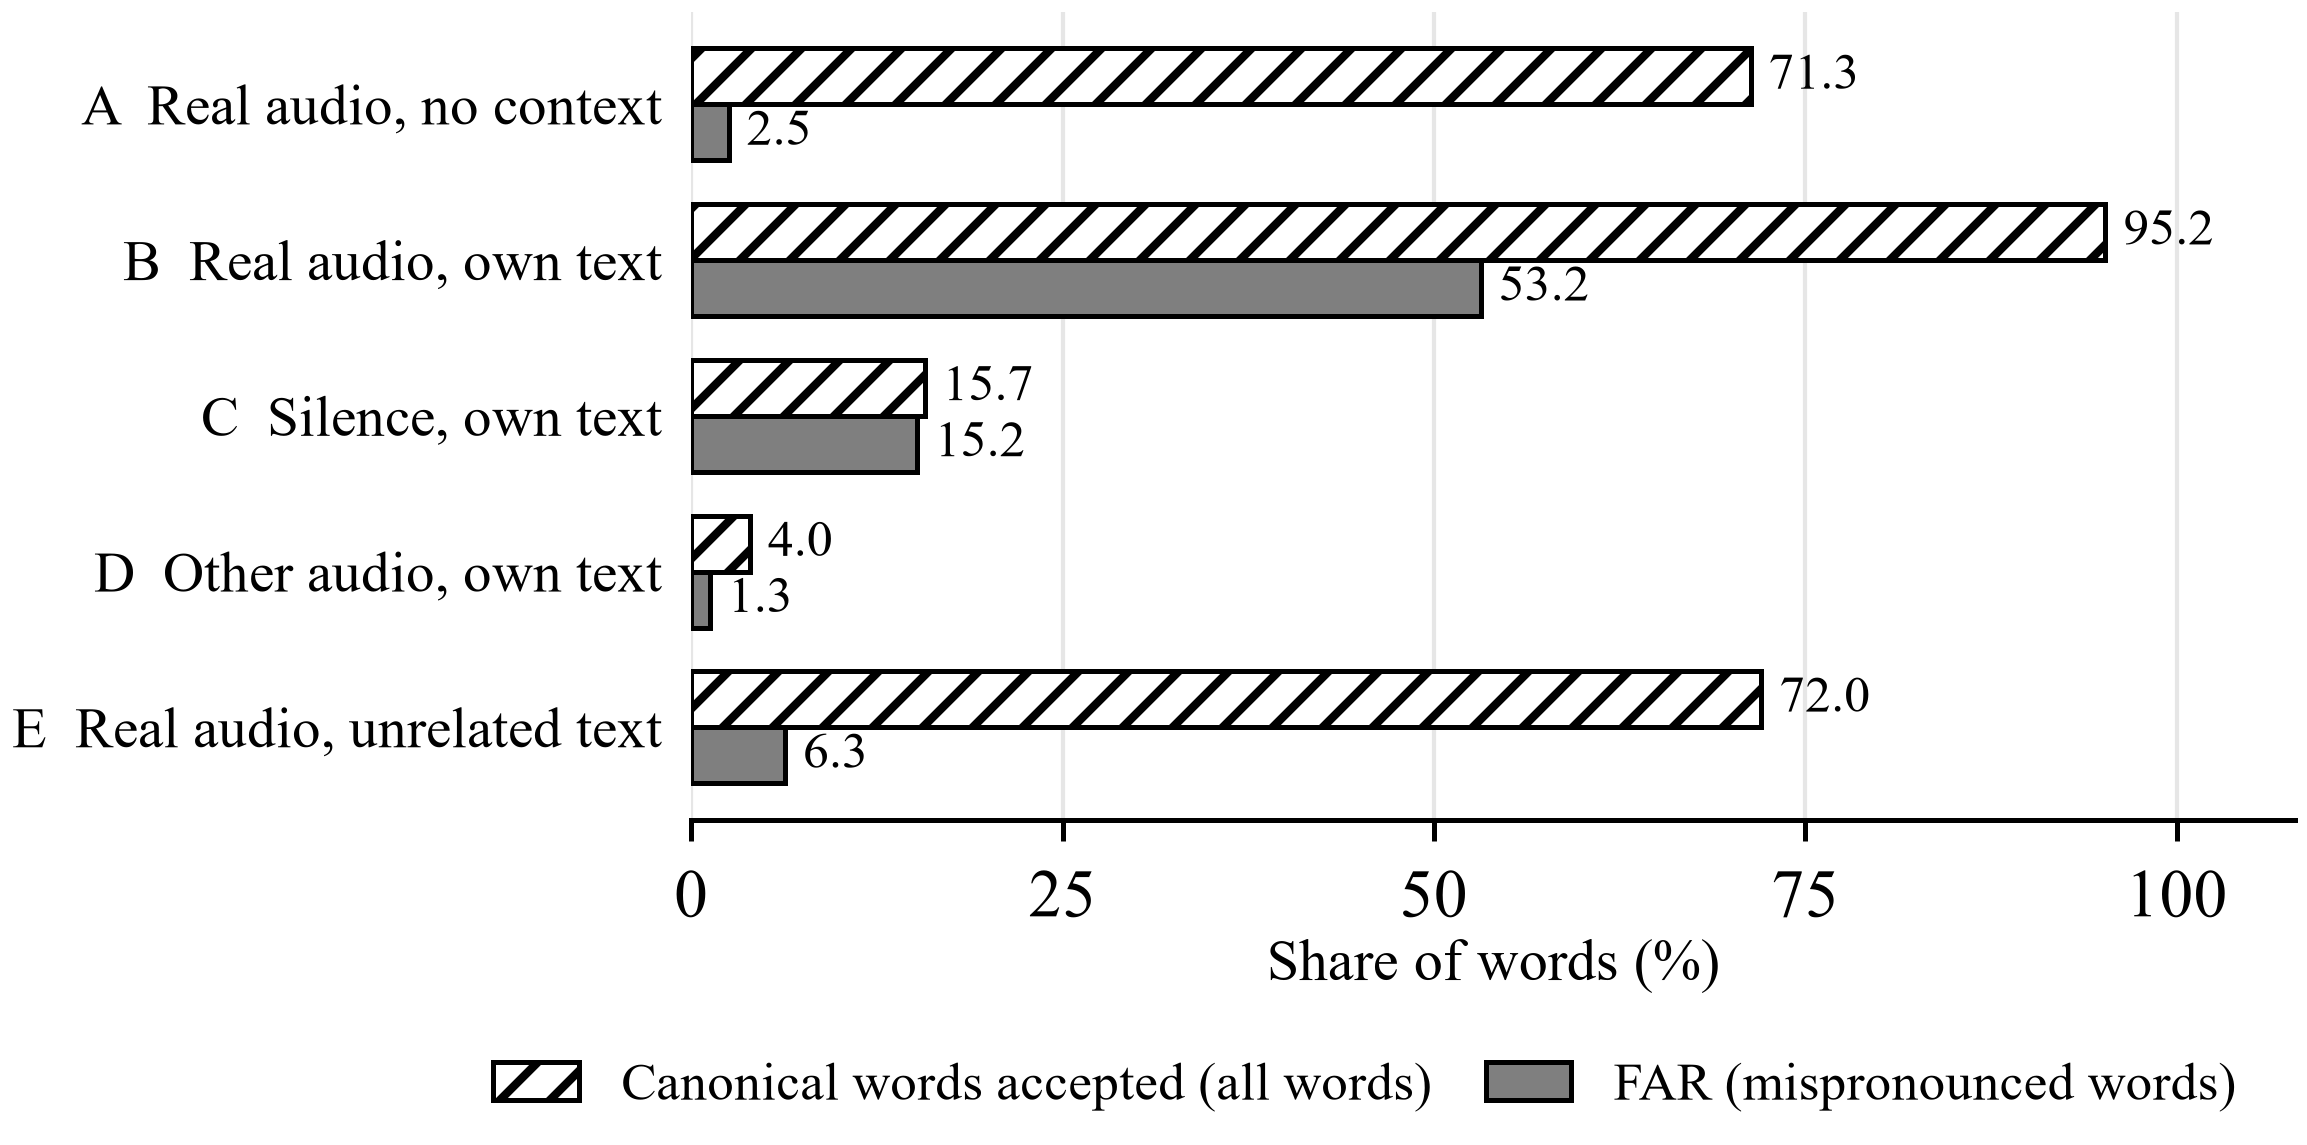 A Real audio, no context
71.3
2.5
B Real audio, own text
95.2
53.2
C Silence, own text
15.7
15.2
D Other audio, own text
4.0
1.3
E Real audio, unrelated text
72.0
6.3
0 25 50 75 100
Share of words (%)
Canonical words accepted (all words) FAR (mispronounced words)